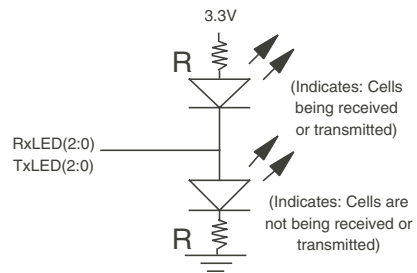 3.3V
R
(Indicates: Cells
being received
or transmitted)
RxLED(2:0)
TxLED(2:0)
(Indicates: Cells are
not being received or
transmitted)
R